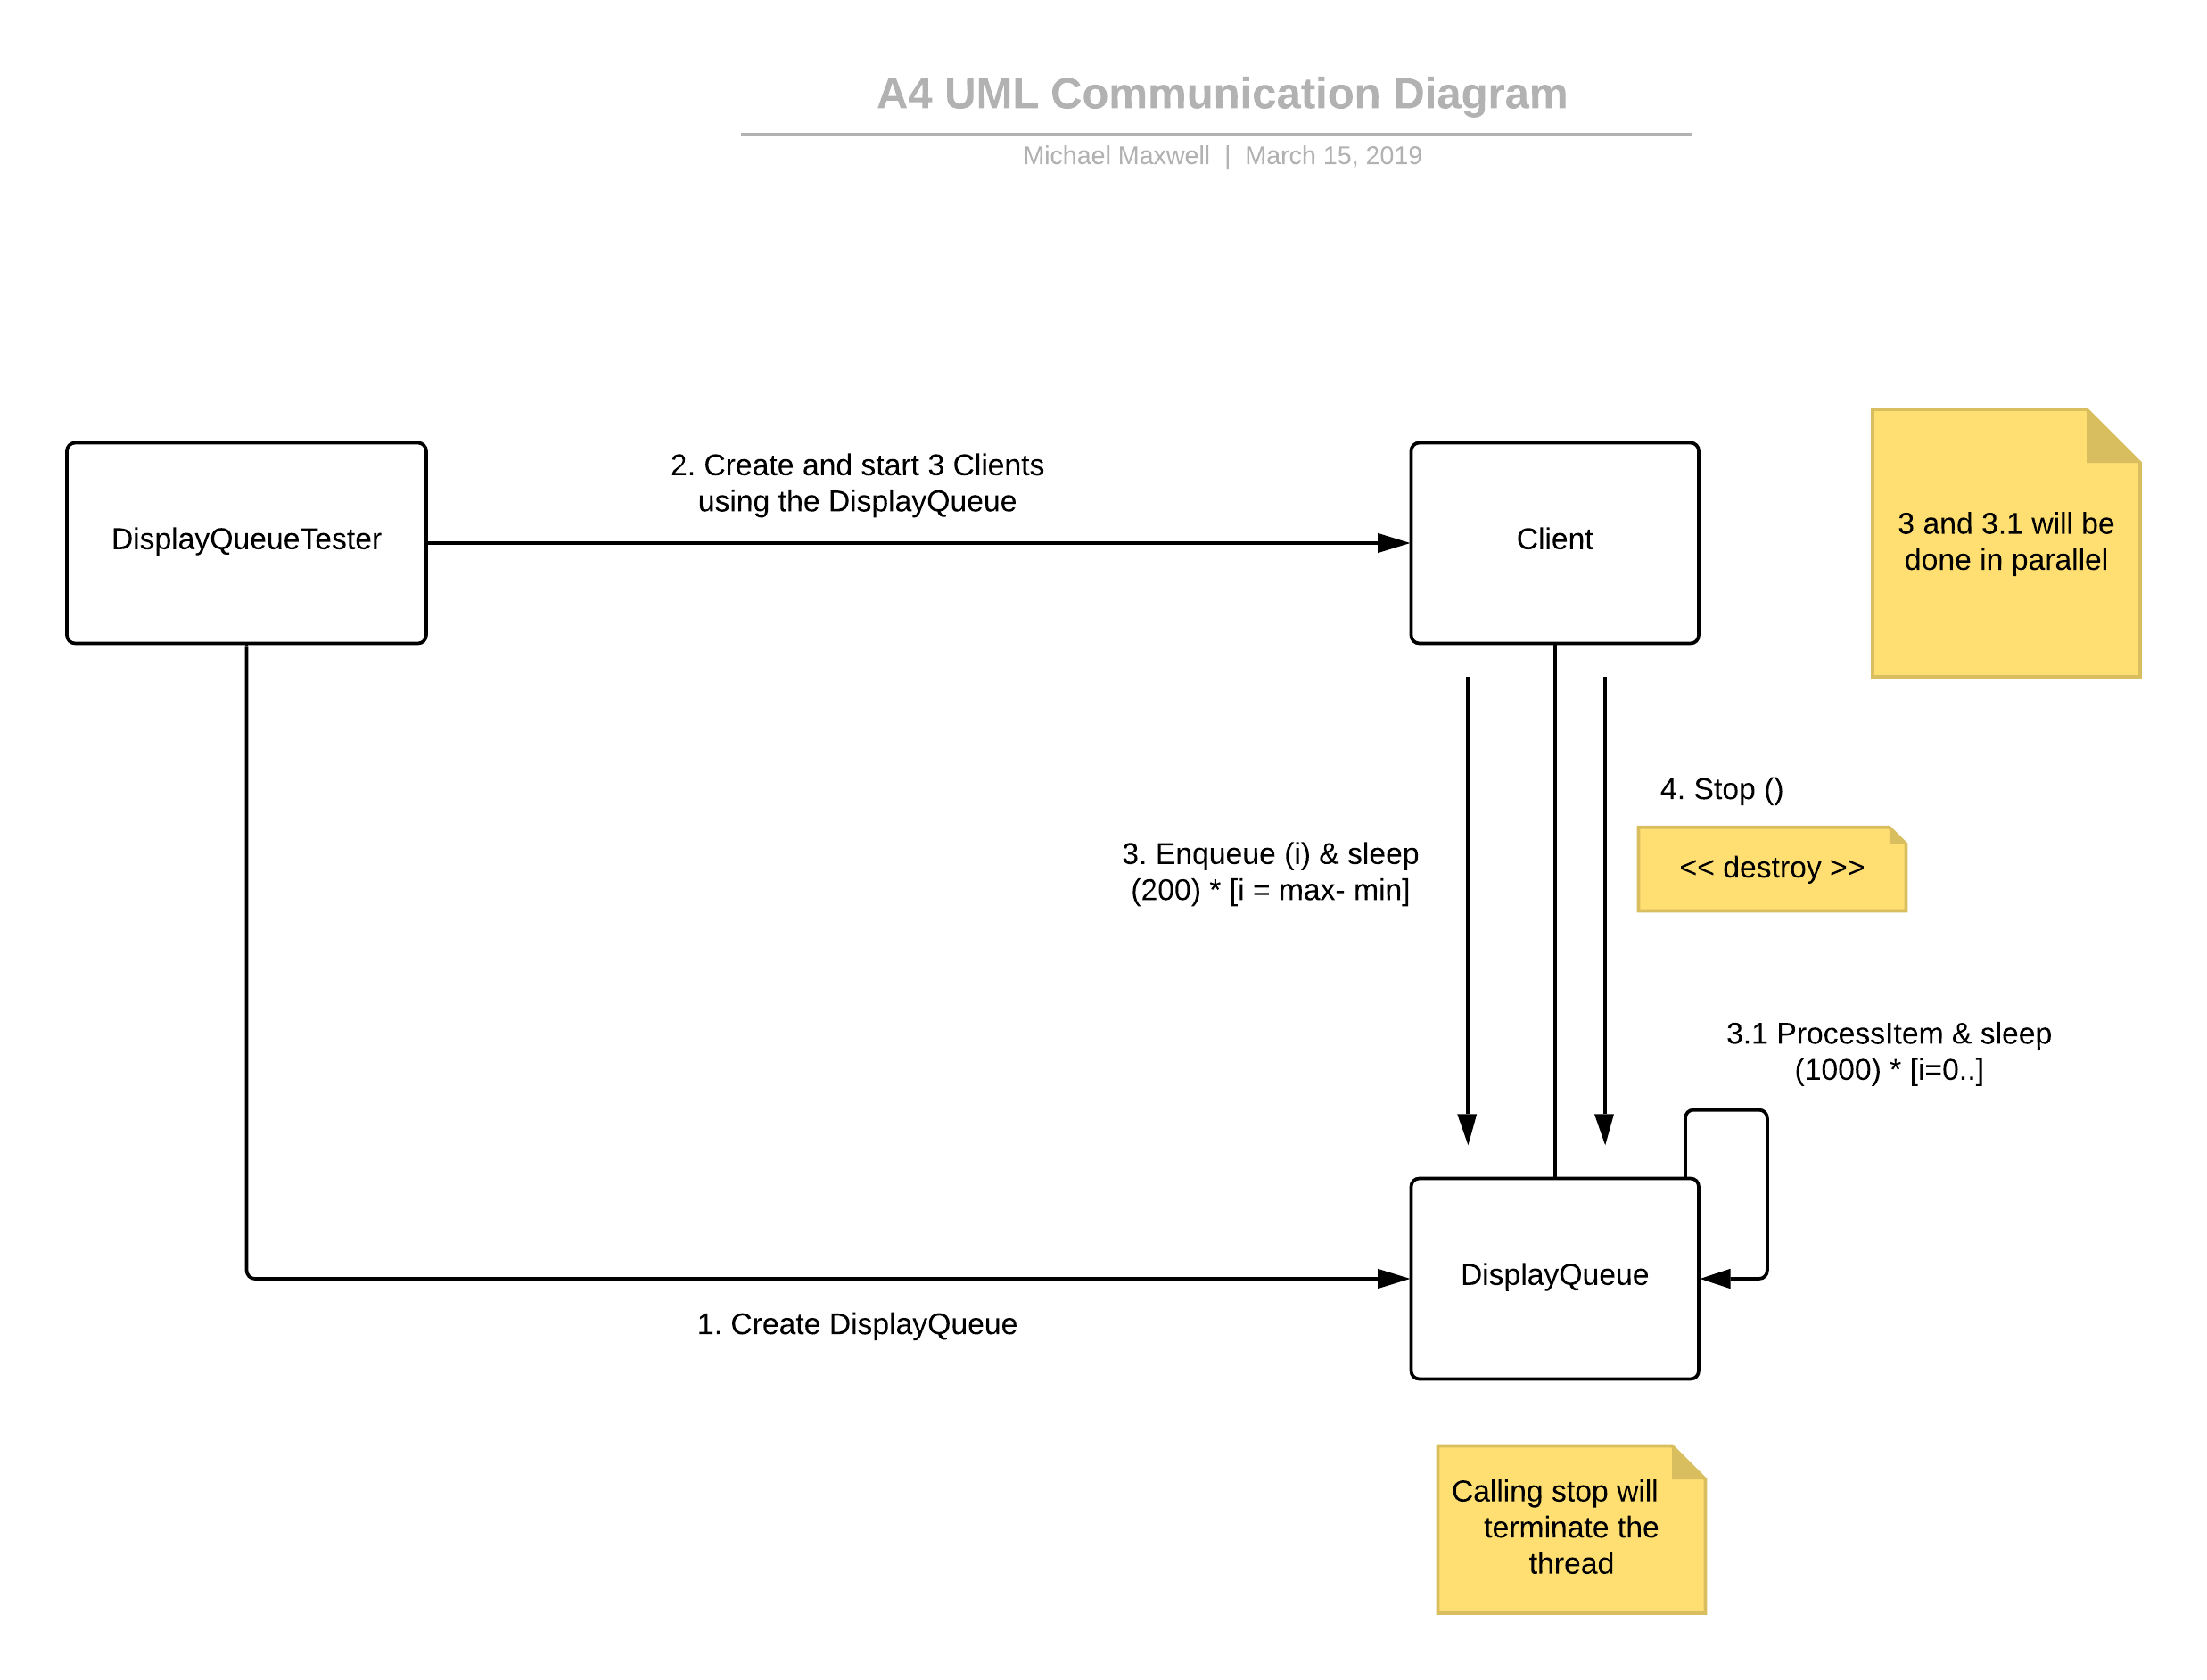 A4 UML Communication Diagram
Michael Maxwell | March 15, 2019
DisplayQueueTester
2. Create and start 3 Clients
using the DisplayQueue
Client
3 and 3.1 will be
done in parallel
4. Stop ()
<< destroy >>
3. Enqueue (i) & sleep
(200) * [i = max- min]
3.1 ProcessItem & sleep
(1000) * [i=0..]
DisplayQueue
1. Create DisplayQueue
Calling stop will
terminate the
thread